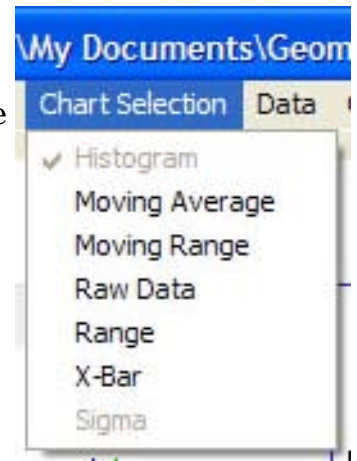 \My Documents\Geom
Chart Selection Data
Histogram
Moving Average
Moving Range
Raw Data
Range
X-Bar
Sigma